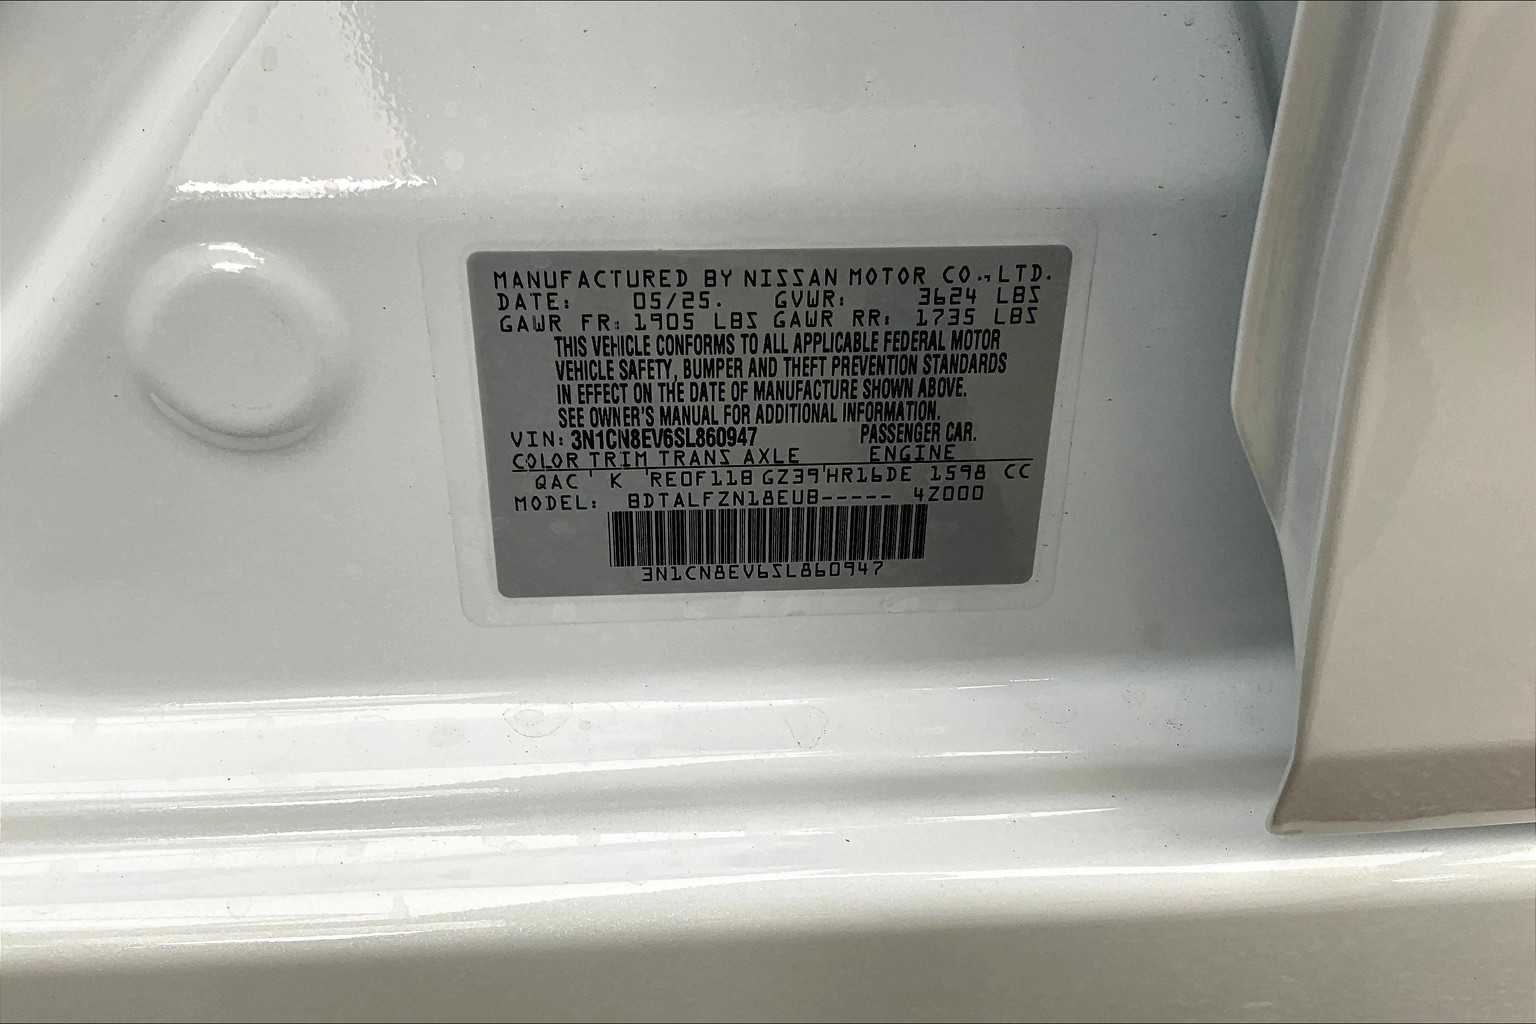 MANUFACTURED BY NISSAN MOTOR CO., LTD.
DATE: 05/25. GVWR: 3624 LBS
GAWR FR: 1905 LBS GAWR RR: 1735 LBS
THIS VEHICLE CONFORMS TO ALL APPLICABLE FEDERAL MOTOR
VEHICLE SAFETY, BUMPER AND THEFT PREVENTION STANDARDS
IN EFFECT ON THE DATE OF MANUFACTURE SHOWN ABOVE.
SEE OWNER'S MANUAL FOR ADDITIONAL INFORMATION.
VIN: 3N1CN8EV6SL860947 PASSENGER CAR.
COLOR TRIM TRANS AXLE ENGINE
QAC K RE0F11B GZ39 HR16DE 1598 CC
MODEL: BDTALFZN18EUB----- 4Z000
3N1CN8EV6SL860947